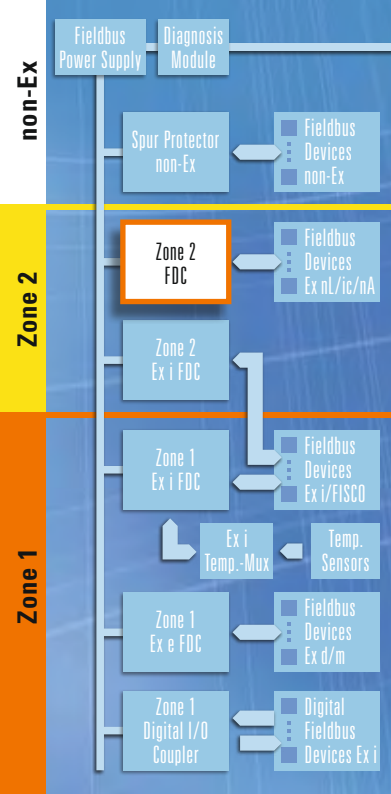 non-Ex
Fieldbus
Power Supply
Diagnosis
Module
Spur Protector
non-Ex
Fieldbus
Devices
non-Ex
Zone 2
Zone 2
FDC
Fieldbus
Devices
Ex nL/ic/nA
Zone 2
Ex i FDC
Zone 1
Zone 1
Ex i FDC
Fieldbus
Devices
Ex i/FISCO
Ex i
Temp.-Mux
Temp.
Sensors
Zone 1
Ex e FDC
Fieldbus
Devices
Ex d/m
Zone 1
Digital I/O
Coupler
Digital
Fieldbus
Devices Ex i